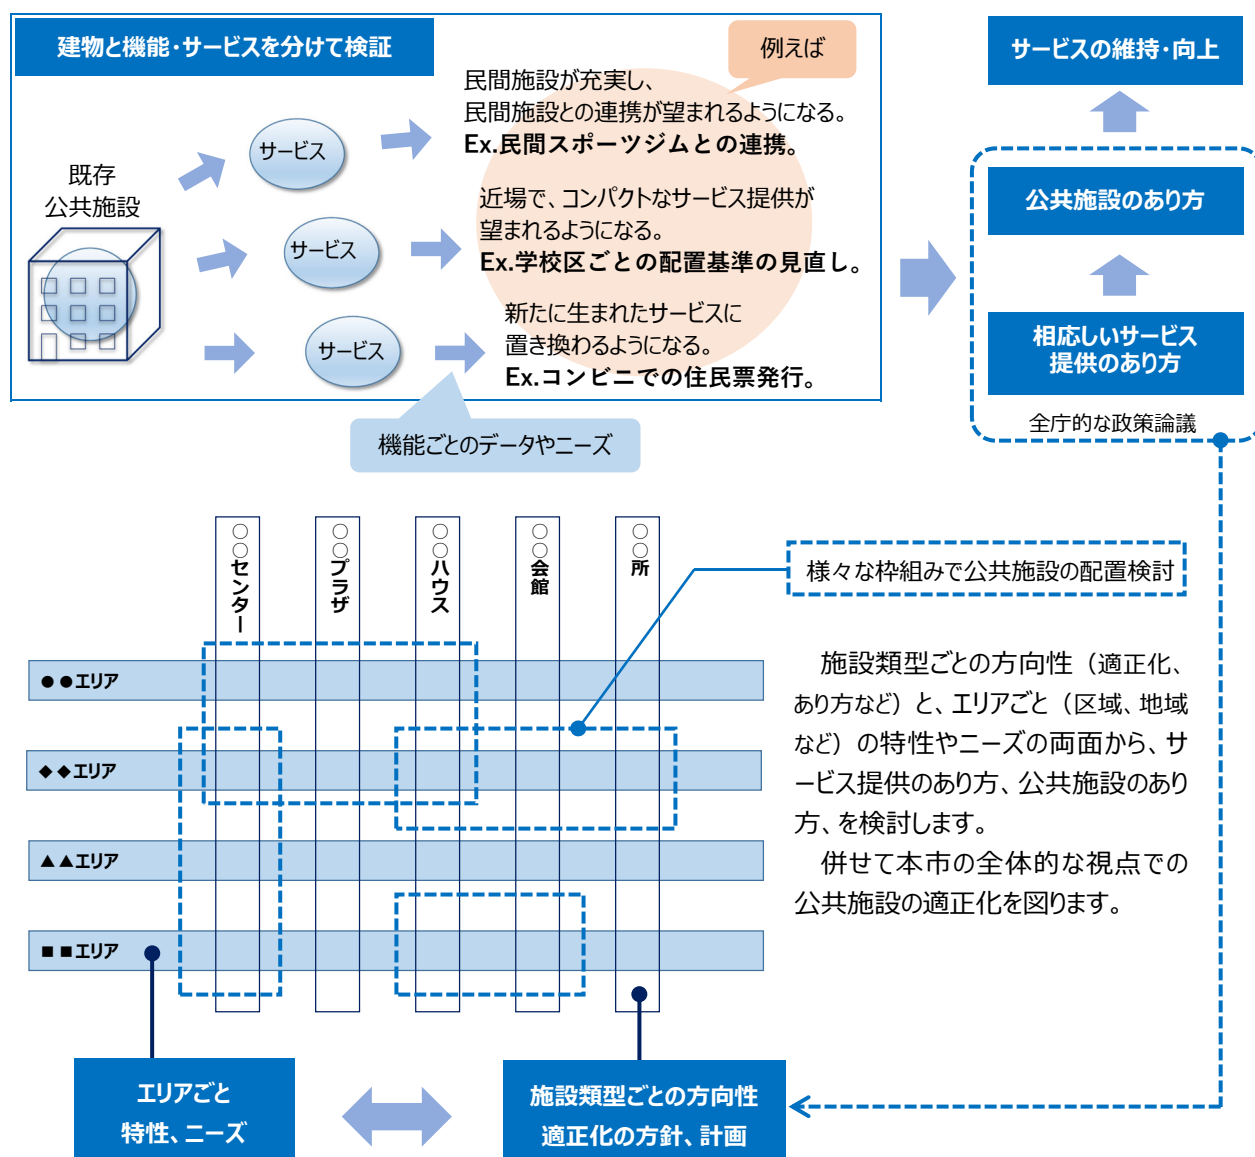 建物と機能・サービスを分けて検証
例えば
民間施設が充実し、
民間施設との連携が望まれるようになる。
Ex.民間スポーツジムとの連携。
サービス
既存
公共施設
近場で、コンパクトなサービス提供が
望まれるようになる。
Ex.学校区ごとの配置基準の見直し。
サービス
新たに生まれたサービスに
置き換わるようになる。
Ex.コンビニでの住民票発行。
サービス
機能ごとのデータやニーズ
サービスの維持・向上
公共施設のあり方
相応しいサービス
提供のあり方
全庁的な政策論議
○○センター
○○プラザ
○○ハウス
○○会館
○○所
●●エリア
◆◆エリア
▲▲エリア
■■エリア
様々な枠組みで公共施設の配置検討
施設類型ごとの方向性（適正化、
あり方など）と、エリアごと（区域、地域
など）の特性やニーズの両面から、サ
ービス提供のあり方、公共施設のあり
方、を検討します。
併せて本市の全体的な視点での
公共施設の適正化を図ります。
エリアごと
特性、ニーズ
施設類型ごとの方向性
適正化の方針、計画